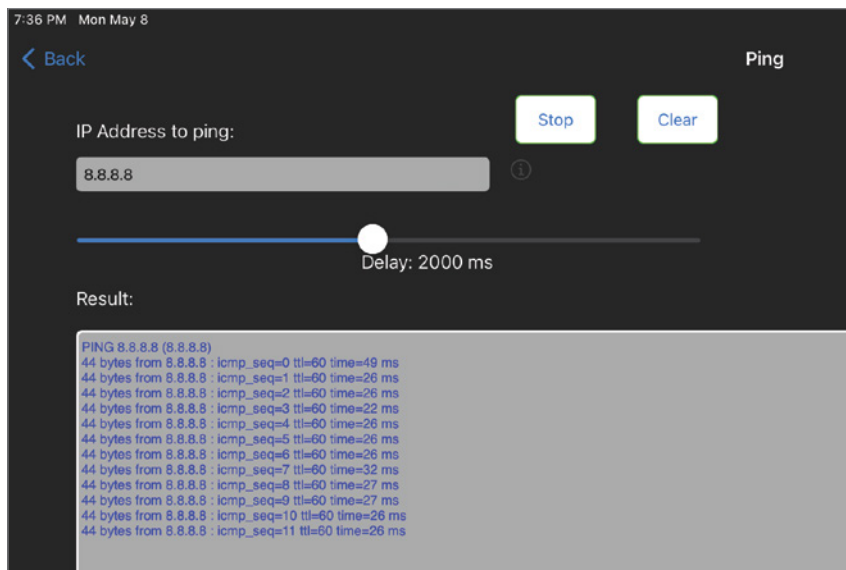 7:36 PM Mon May 8
Back
Ping
Stop
Clear
IP Address to ping:
8.8.8.8
Delay: 2000 ms
Result:
PING 8.8.8.8 (8.8.8.8)
44 bytes from 8.8.8.8 : icmp_seq=0 ttl=60 time=49 ms
44 bytes from 8.8.8.8 : icmp_seq=1 ttl=60 time=26 ms
44 bytes from 8.8.8.8 : icmp_seq=2 ttl=60 time=26 ms
44 bytes from 8.8.8.8 : icmp_seq=3 ttl=60 time=22 ms
44 bytes from 8.8.8.8 : icmp_seq=4 ttl=60 time=26 ms
44 bytes from 8.8.8.8 : icmp_seq=5 ttl=60 time=26 ms
44 bytes from 8.8.8.8 : icmp_seq=6 ttl=60 time=26 ms
44 bytes from 8.8.8.8 : icmp_seq=7 ttl=60 time=32 ms
44 bytes from 8.8.8.8 : icmp_seq=8 ttl=60 time=27 ms
44 bytes from 8.8.8.8 : icmp_seq=9 ttl=60 time=27 ms
44 bytes from 8.8.8.8 : icmp_seq=10 ttl=60 time=26 ms
44 bytes from 8.8.8.8 : icmp_seq=11 ttl=60 time=26 ms